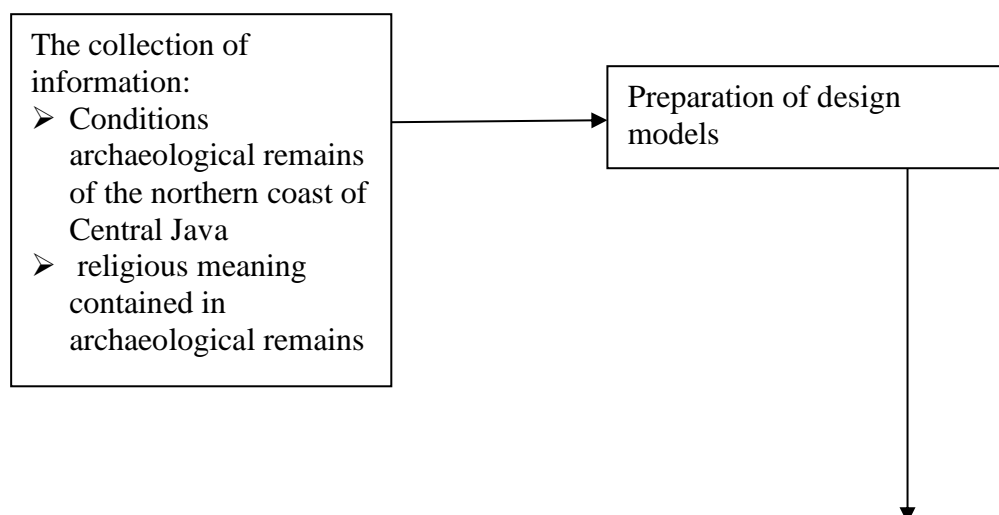 The collection of
information:
➢ Conditions
archaeological remains
of the northern coast of
Central Java
➢ religious meaning
contained in
archaeological remains
Preparation of design
models